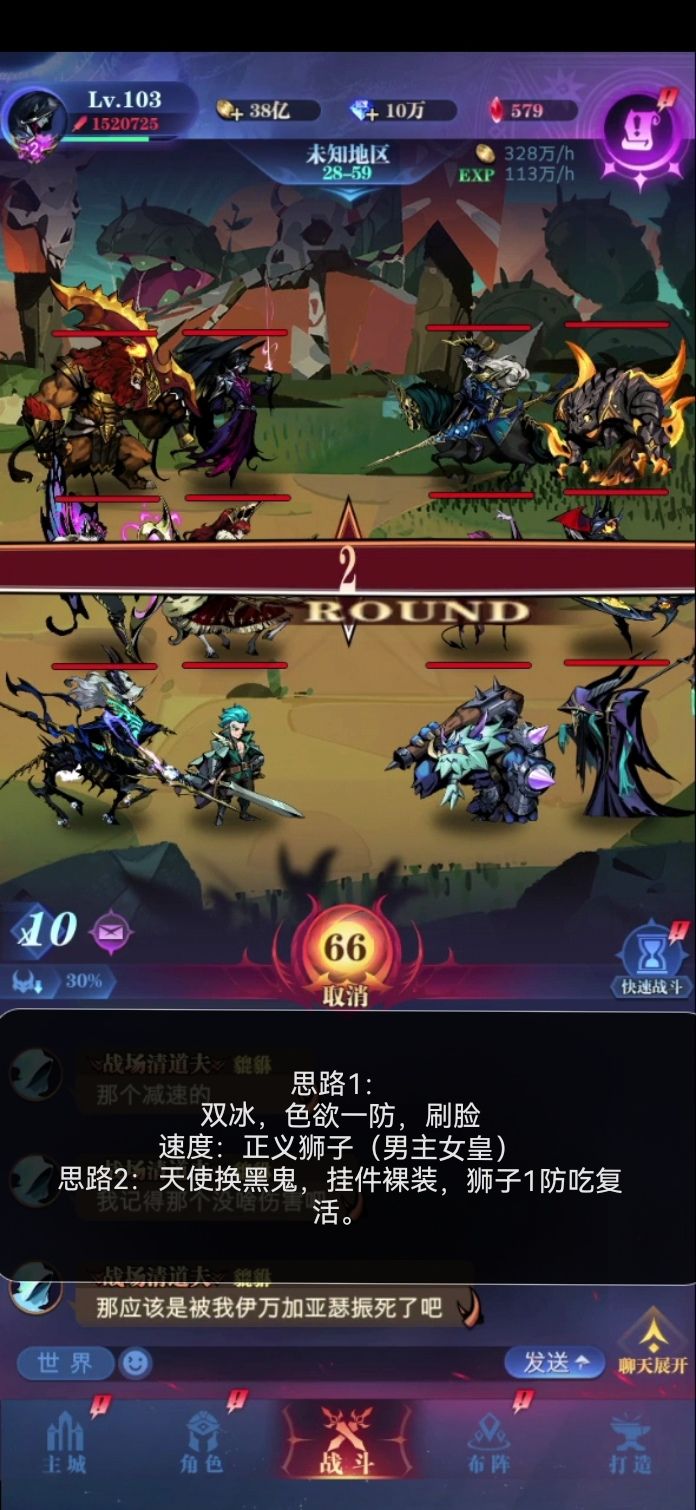 Lv.103
1520725
2
38亿
10万
579
未知地区
28-59
328万/h
EXP 113万/h
2
ROUND
x10
66
取消
30%
快速战斗
战场清道夫 貔貅
那个减速的
思路1：
双冰，色欲一防，刷脸
速度：正义狮子（男主女皇）
思路2：天使换黑鬼，挂件裸装，狮子1防吃复
活。
我记得那个没啥伤害
战场清道夫 貔貅
那应该是被我伊万加亚瑟振死了吧
世界
发送
聊天展开
主城
角色
战斗
布阵
打造